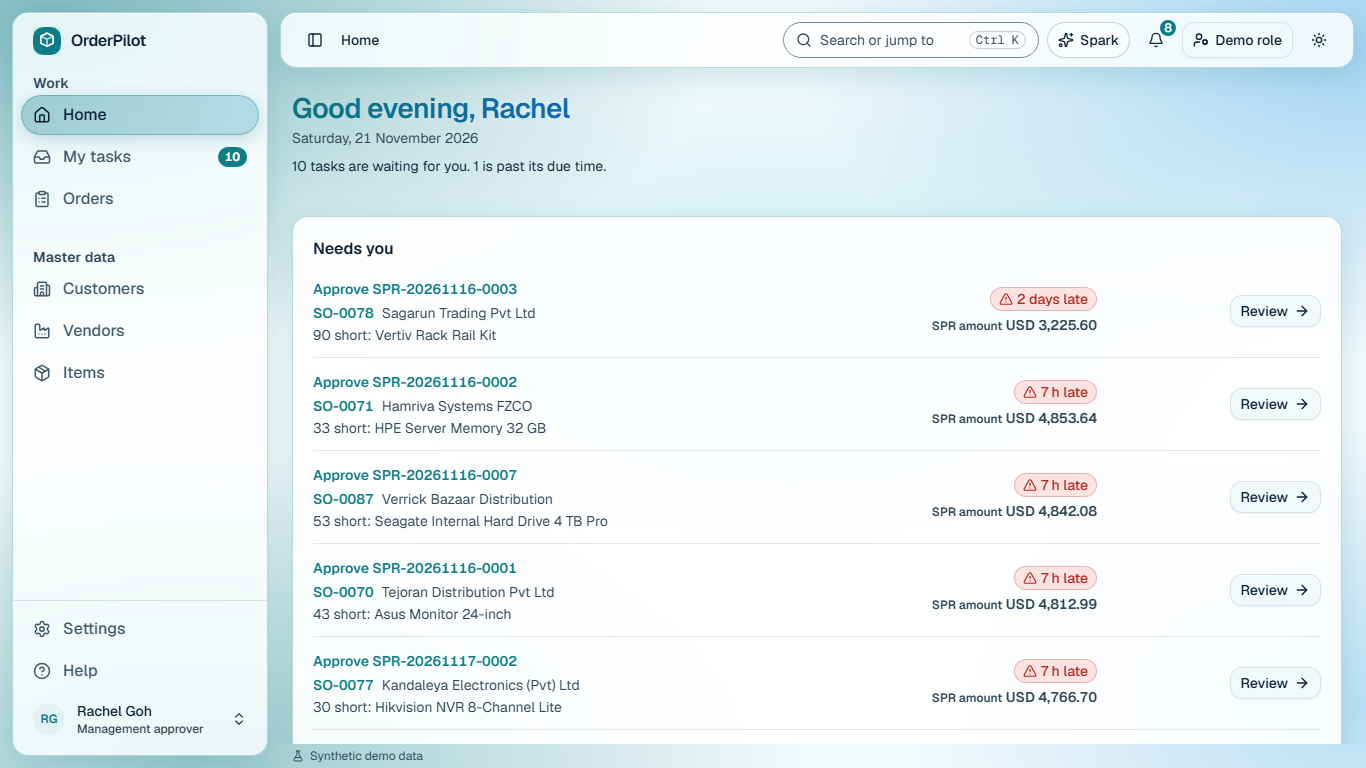 OrderPilot
Work
Home
My tasks 10
Orders
Master data
Customers
Vendors
Items
Settings
Help
RG
Rachel Goh
Management approver
Home
Search or jump to Ctrl K
Spark
8
Demo role
Good evening, Rachel
Saturday, 21 November 2026
10 tasks are waiting for you. 1 is past its due time.
Needs you
Approve SPR-20261116-0003
SO-0078 Sagarun Trading Pvt Ltd
90 short: Vertiv Rack Rail Kit
2 days late
SPR amount USD 3,225.60
Review
Approve SPR-20261116-0002
SO-0071 Hamriva Systems FZCO
33 short: HPE Server Memory 32 GB
7 h late
SPR amount USD 4,853.64
Review
Approve SPR-20261116-0007
SO-0087 Verrick Bazaar Distribution
53 short: Seagate Internal Hard Drive 4 TB Pro
7 h late
SPR amount USD 4,842.08
Review
Approve SPR-20261116-0001
SO-0070 Tejoran Distribution Pvt Ltd
43 short: Asus Monitor 24-inch
7 h late
SPR amount USD 4,812.99
Review
Approve SPR-20261117-0002
SO-0077 Kandaleya Electronics (Pvt) Ltd
30 short: Hikvision NVR 8-Channel Lite
7 h late
SPR amount USD 4,766.70
Review
Synthetic demo data